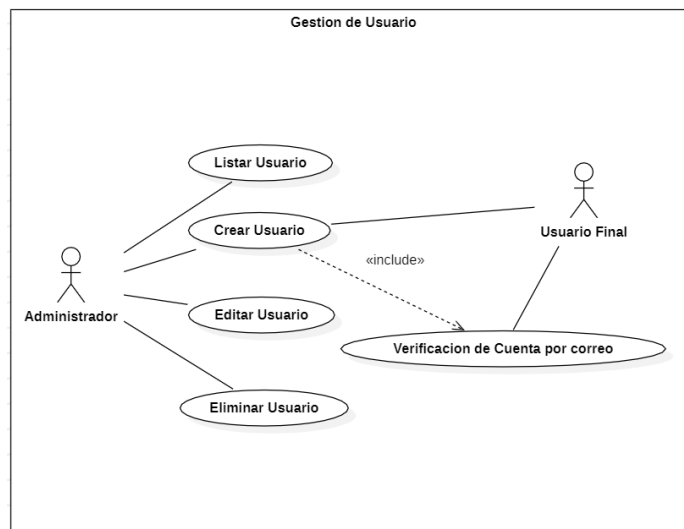 Gestion de Usuario
Listar Usuario
Crear Usuario
Usuario Final
«include»
Administrador
Editar Usuario
Verificacion de Cuenta por correo
Eliminar Usuario